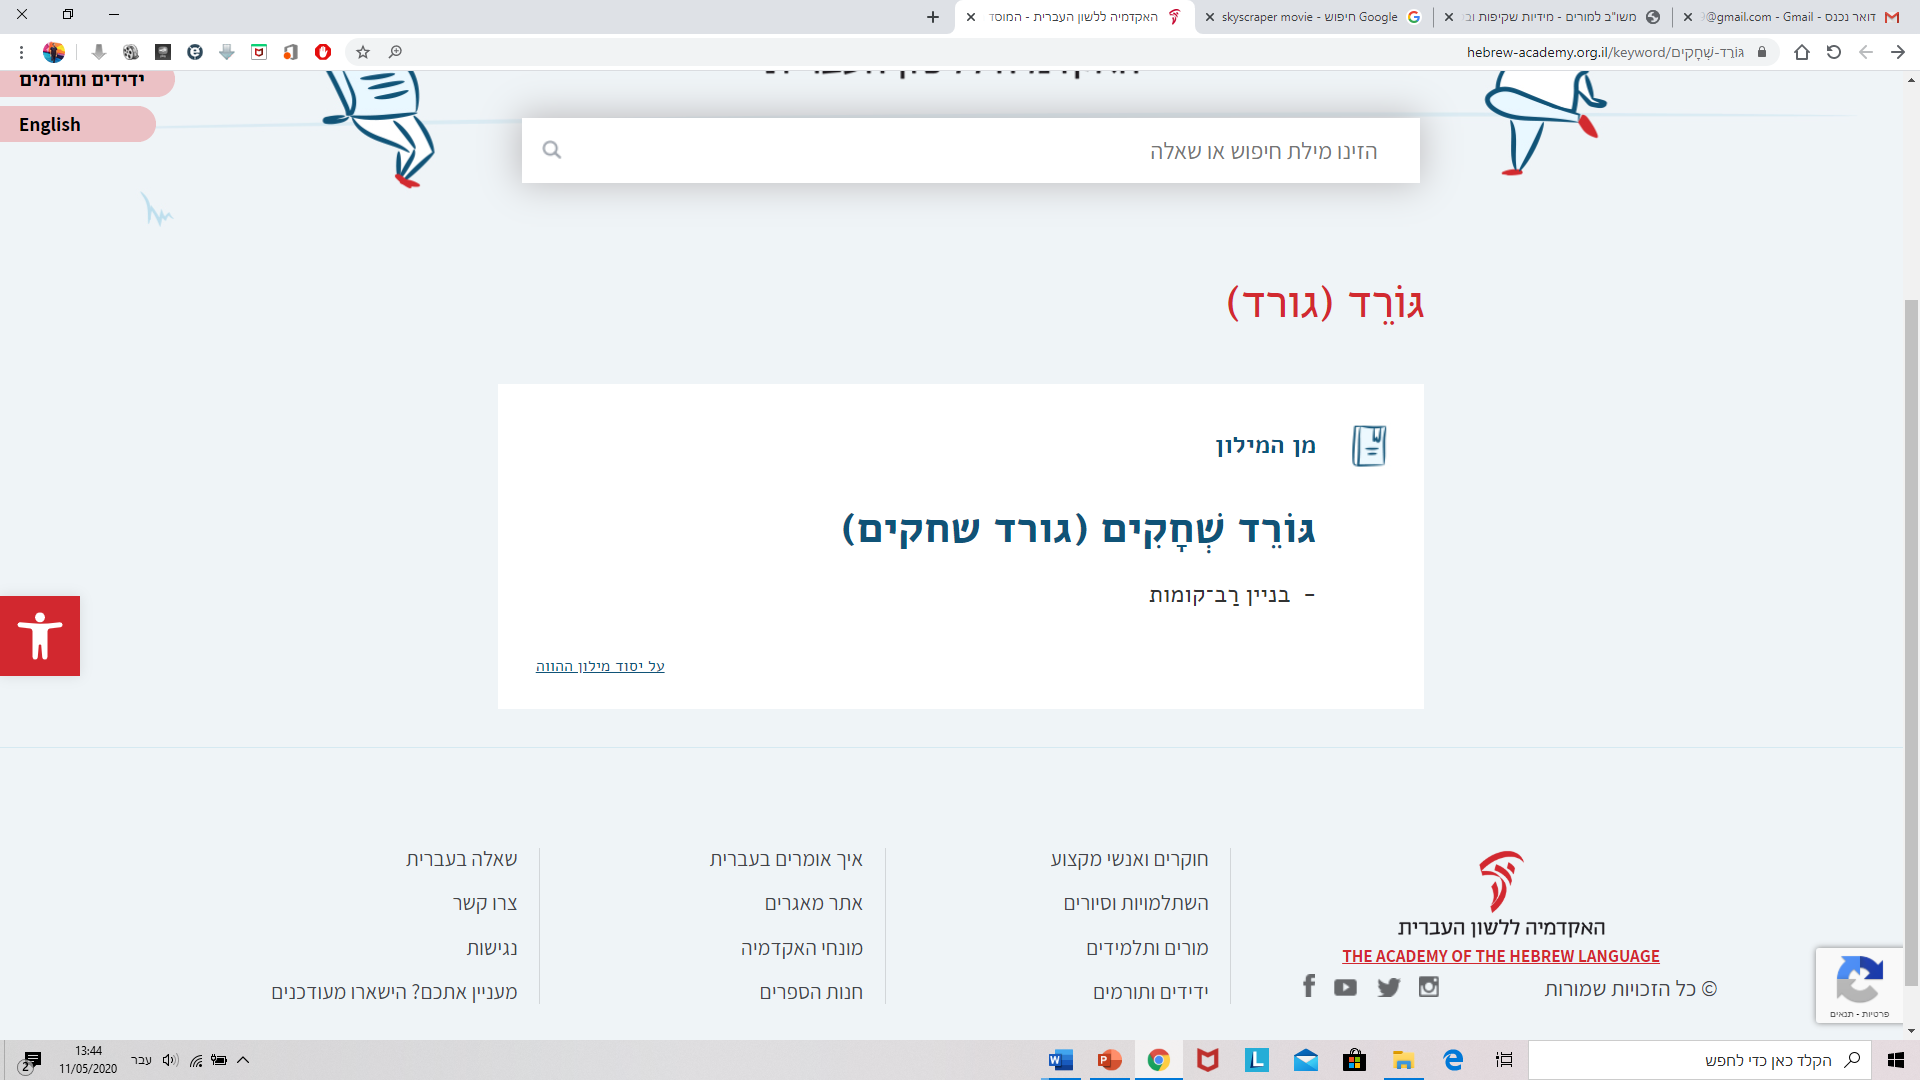 האקדמיה ללשון העברית - המוסד
skyscraper movie - חיפוש Google
משו"ב למורים - מידיות שקיפות ובו
דואר נכנס - @gmail.com - Gmail
hebrew-academy.org.il/keyword/גּוֹרֵד-שְׁחָקִים
ידידים ותורמים
English
הזינו מילת חיפוש או שאלה
גּוֹרֵד (גורד)
מן המילון
גּוֹרֵד שְׁחָקִים (גורד שחקים)
- בניין רַב־קומות
על יסוד מילון ההווה
האקדמיה ללשון העברית
THE ACADEMY OF THE HEBREW LANGUAGE
© כל הזכויות שמורות
חוקרים ואנשי מקצוע
השתלמויות וסיורים
מורים ותלמידים
ידידים ותורמים
איך אומרים בעברית
אתר מאגרים
מונחי האקדמיה
חנות הספרים
שאלה בעברית
צרו קשר
נגישות
מעניין אתכם? הישארו מעודכנים
פרטיות - תנאים
הקלד כאן כדי לחפש
עבר
13:44
11/05/2020
2